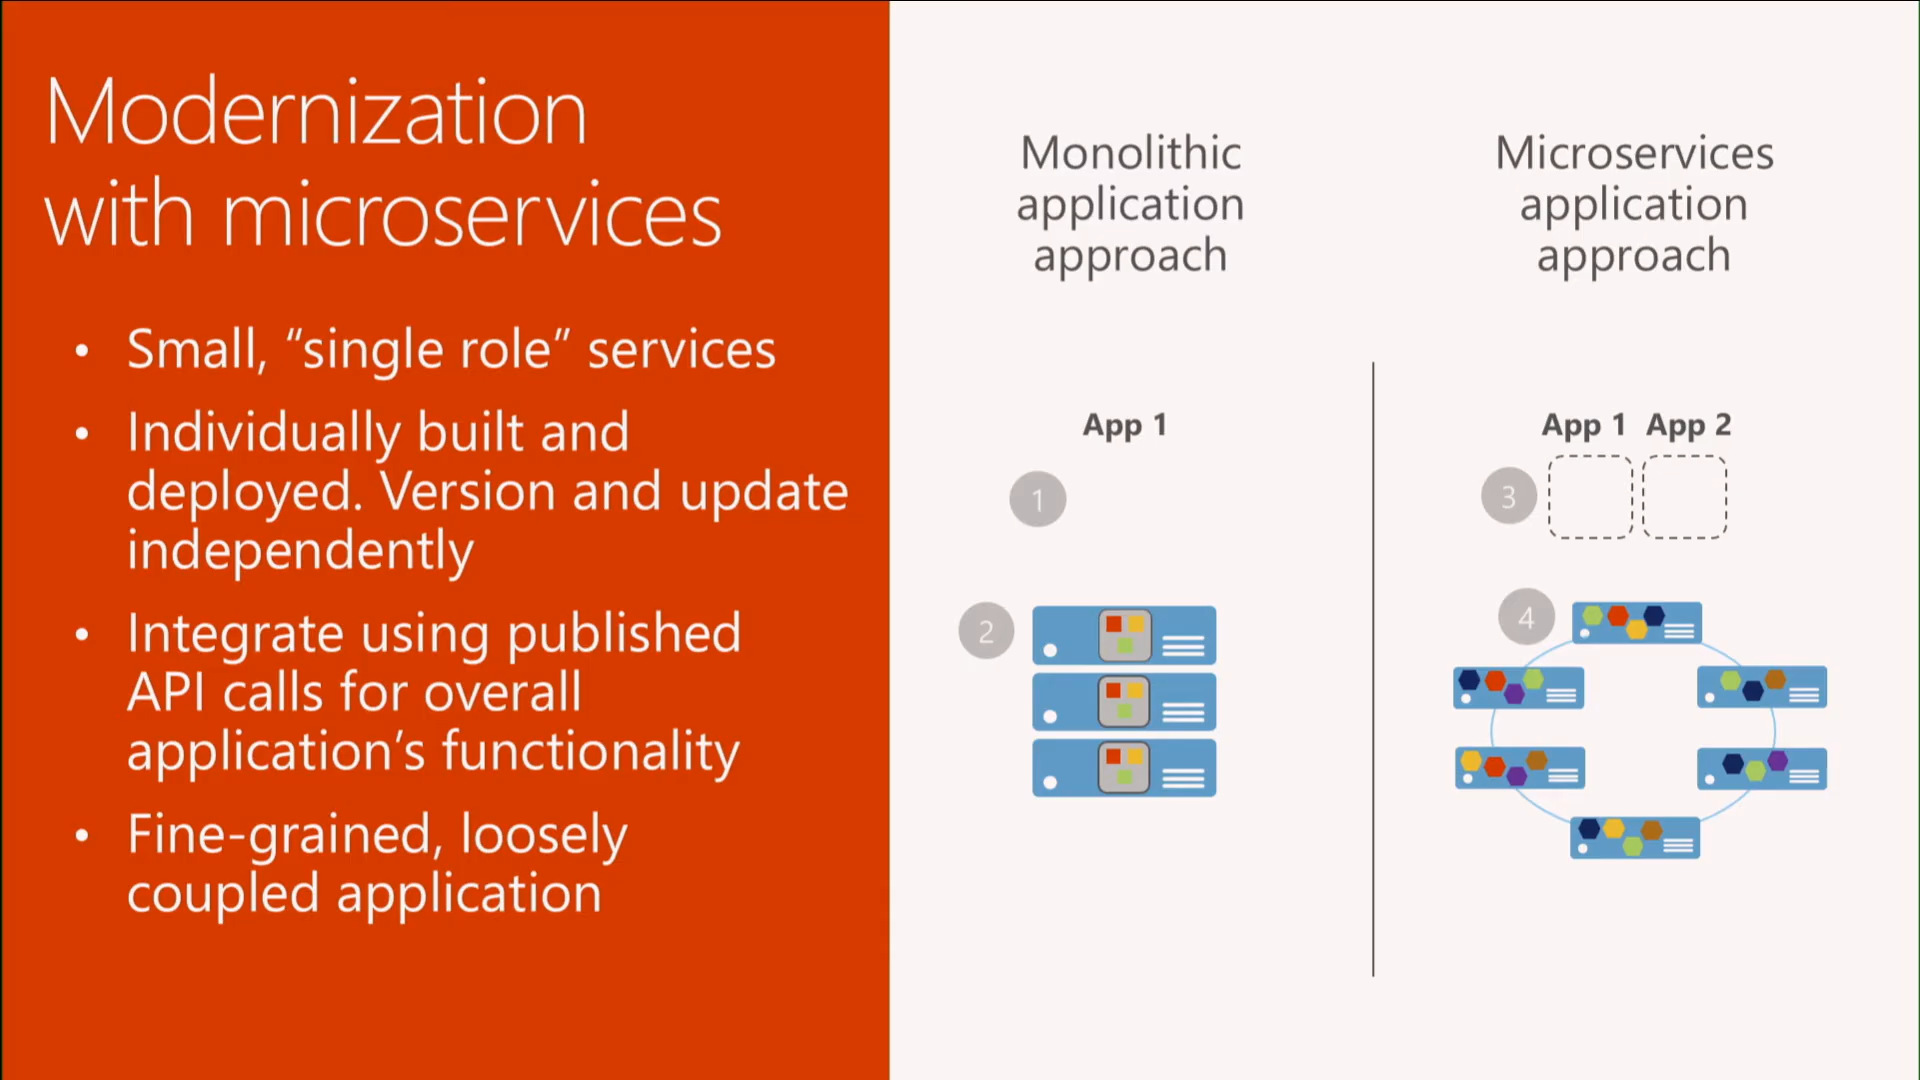 Modernization
with microservices
• Small, “single role” services
• Individually built and
deployed. Version and update
independently
• Integrate using published
API calls for overall
application’s functionality
• Fine-grained, loosely
coupled application
Monolithic
application
approach
App 1
1
2
Microservices
application
approach
App 1 App 2
3
4